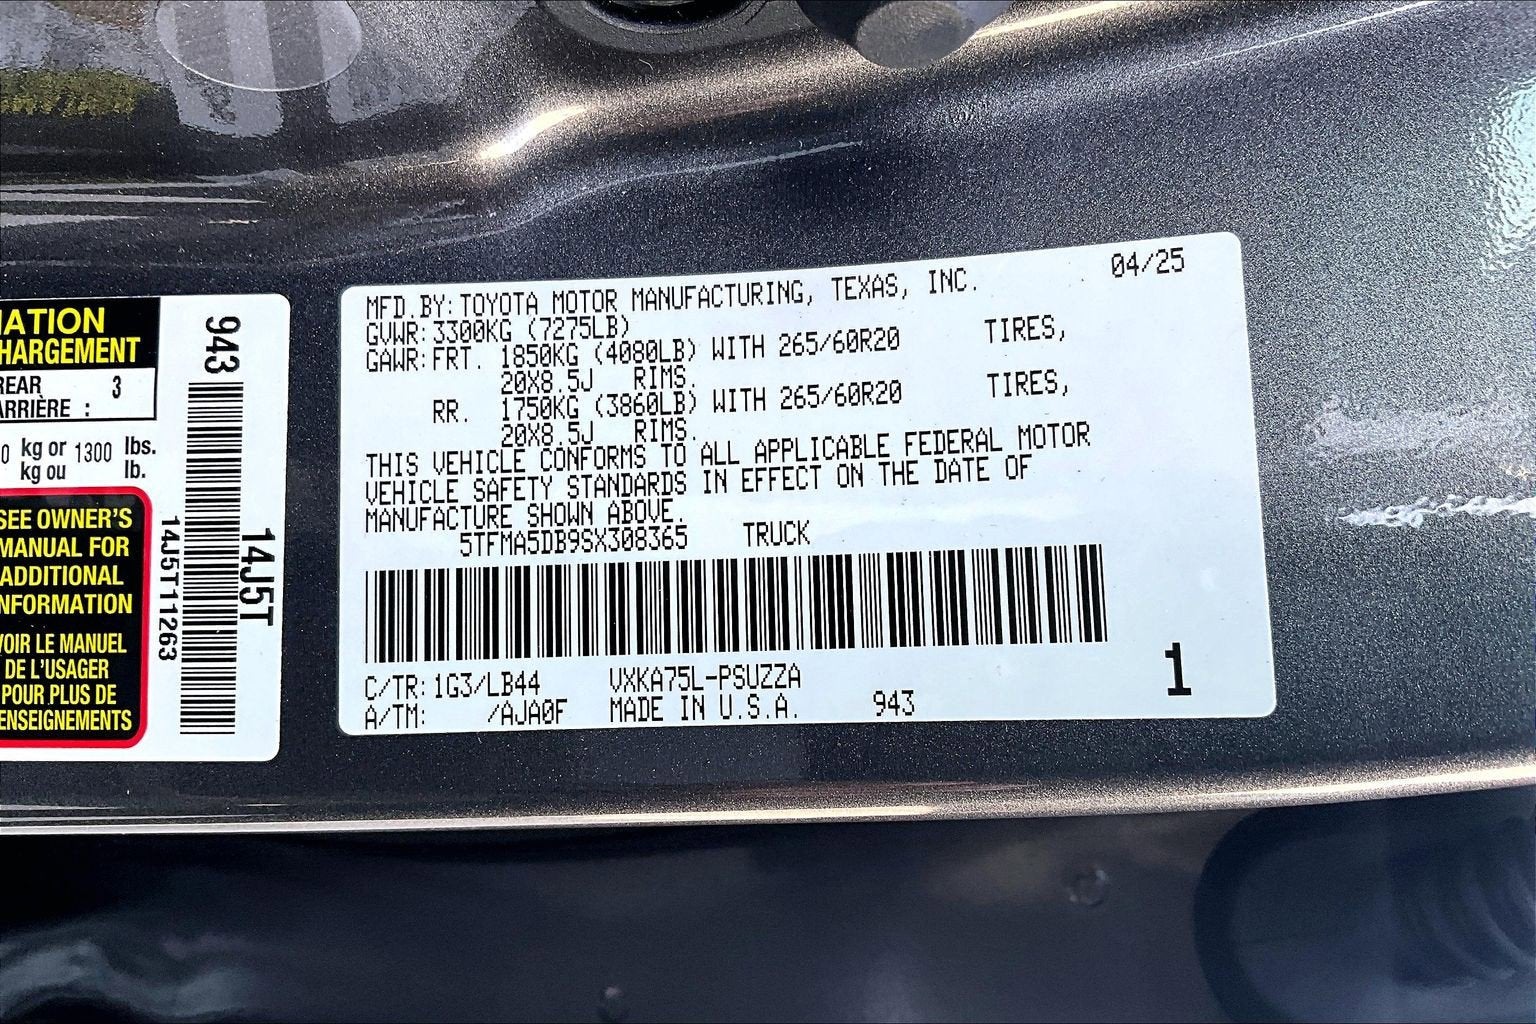 MATION
CHARGEMENT
REAR 3
ARRIÈRE :
0 kg or 1300 lbs.
kg ou lb.
SEE OWNER'S
MANUAL FOR
ADDITIONAL
INFORMATION
VOIR LE MANUEL
DE L'USAGER
POUR PLUS DE
RENSEIGNEMENTS
943
14J5T11263
14J5T
04/25
MFD.BY:TOYOTA MOTOR MANUFACTURING, TEXAS, INC.
GVWR:3300KG (7275LB)
GAWR:FRT. 1850KG (4080LB) WITH 265/60R20 TIRES,
20X8.5J RIMS.
RR. 1750KG (3860LB) WITH 265/60R20 TIRES,
20X8.5J RIMS.
THIS VEHICLE CONFORMS TO ALL APPLICABLE FEDERAL MOTOR
VEHICLE SAFETY STANDARDS IN EFFECT ON THE DATE OF
MANUFACTURE SHOWN ABOVE.
5TFMA5DB9SX308365 TRUCK
C/TR:1G3/LB44 VXKA75L-PSUZZA
A/TM: /AJA0F MADE IN U.S.A. 943
1